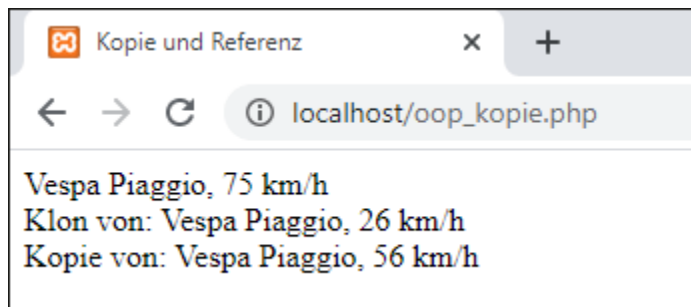 Kopie und Referenz
localhost/oop_kopie.php
Vespa Piaggio, 75 km/h
Klon von: Vespa Piaggio, 26 km/h
Kopie von: Vespa Piaggio, 56 km/h